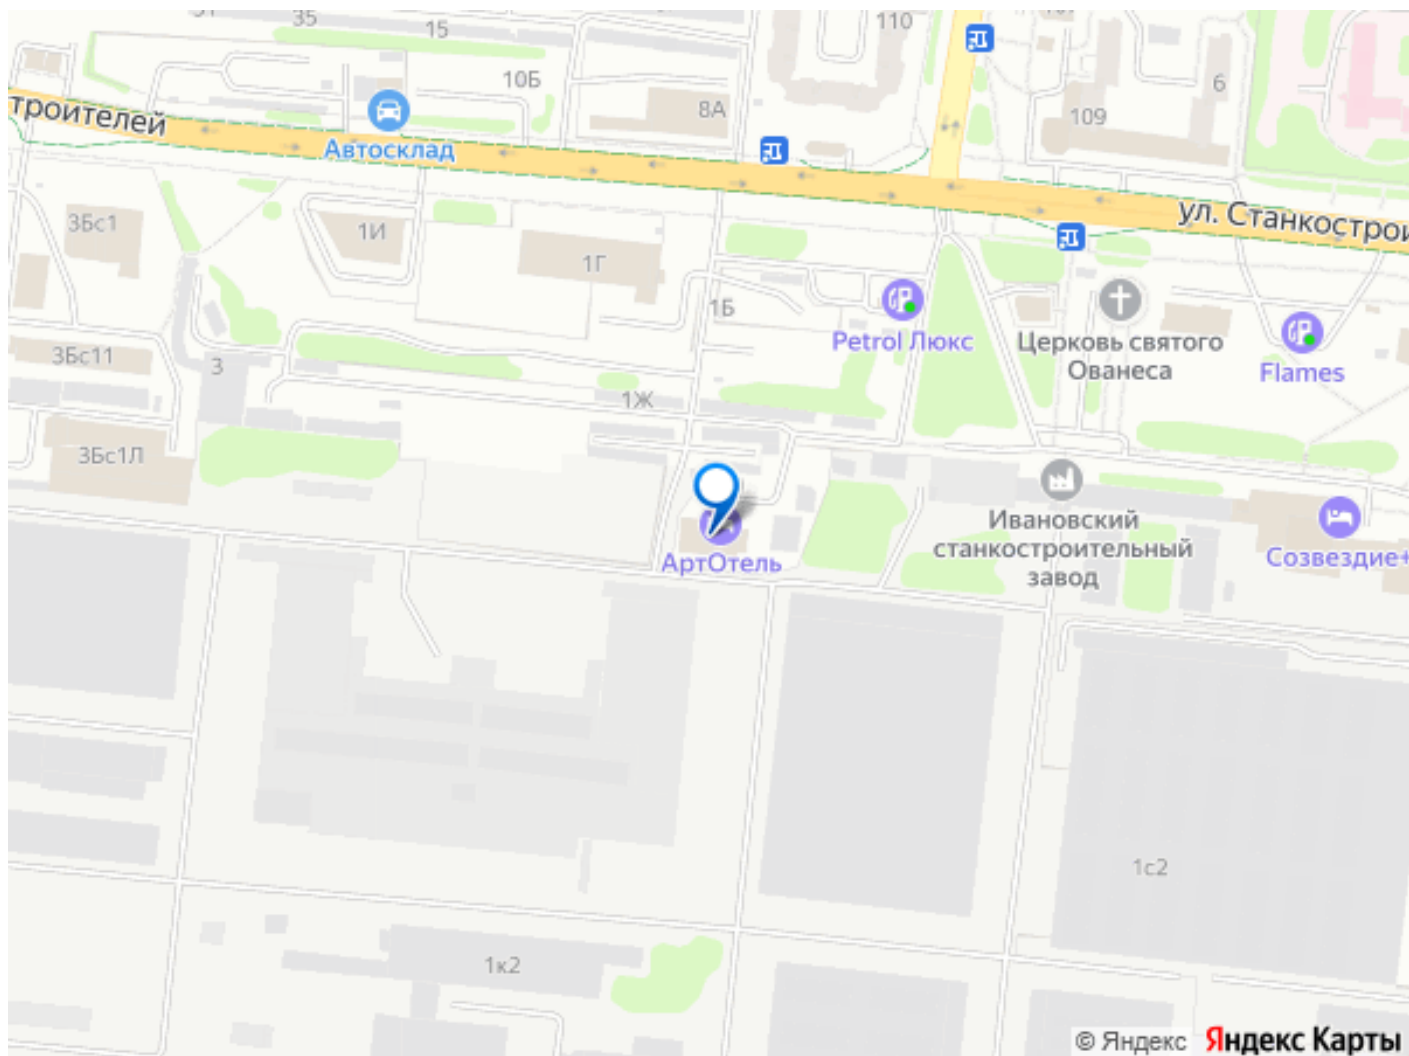 35
15
110
10Б
8А
6
109
троителей
Автосклад
ул. Станкострои
3Бс1
1И
1Г
1Б
Petrol Люкс
Церковь святого
Ованеса
Flames
3Бс11
3
1Ж
3Бс1Л
АртОтель
Ивановский
станкостроительный
завод
Созвездие+
1с2
1к2
© Яндекс Яндекс Карты